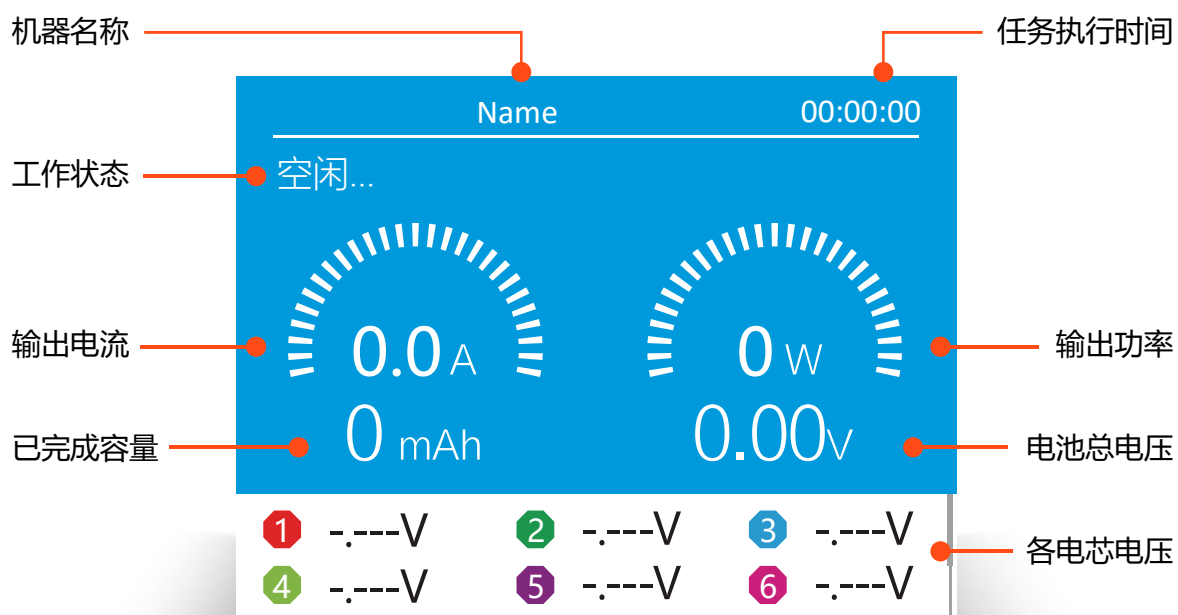 机器名称
任务执行时间
Name 00:00:00
工作状态
空闲...
输出电流
0.0 A
0 W
输出功率
已完成容量
0 mAh
0.00V
电池总电压
1 -.---V 2 -.---V 3 -.---V
各电芯电压
4 -.---V 5 -.---V 6 -.---V